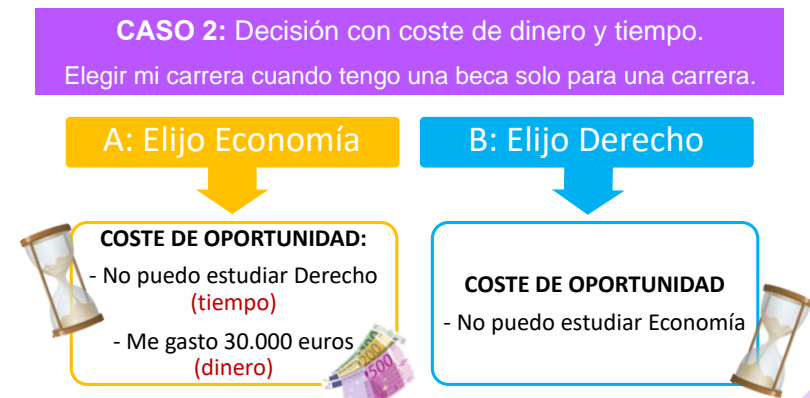 CASO 2: Decisión con coste de dinero y tiempo.
Elegir mi carrera cuando tengo una beca solo para una carrera.
A: Elijo Economía
B: Elijo Derecho
COSTE DE OPORTUNIDAD:
- No puedo estudiar Derecho
(tiempo)
- Me gasto 30.000 euros
(dinero)
200
500
COSTE DE OPORTUNIDAD
- No puedo estudiar Economía